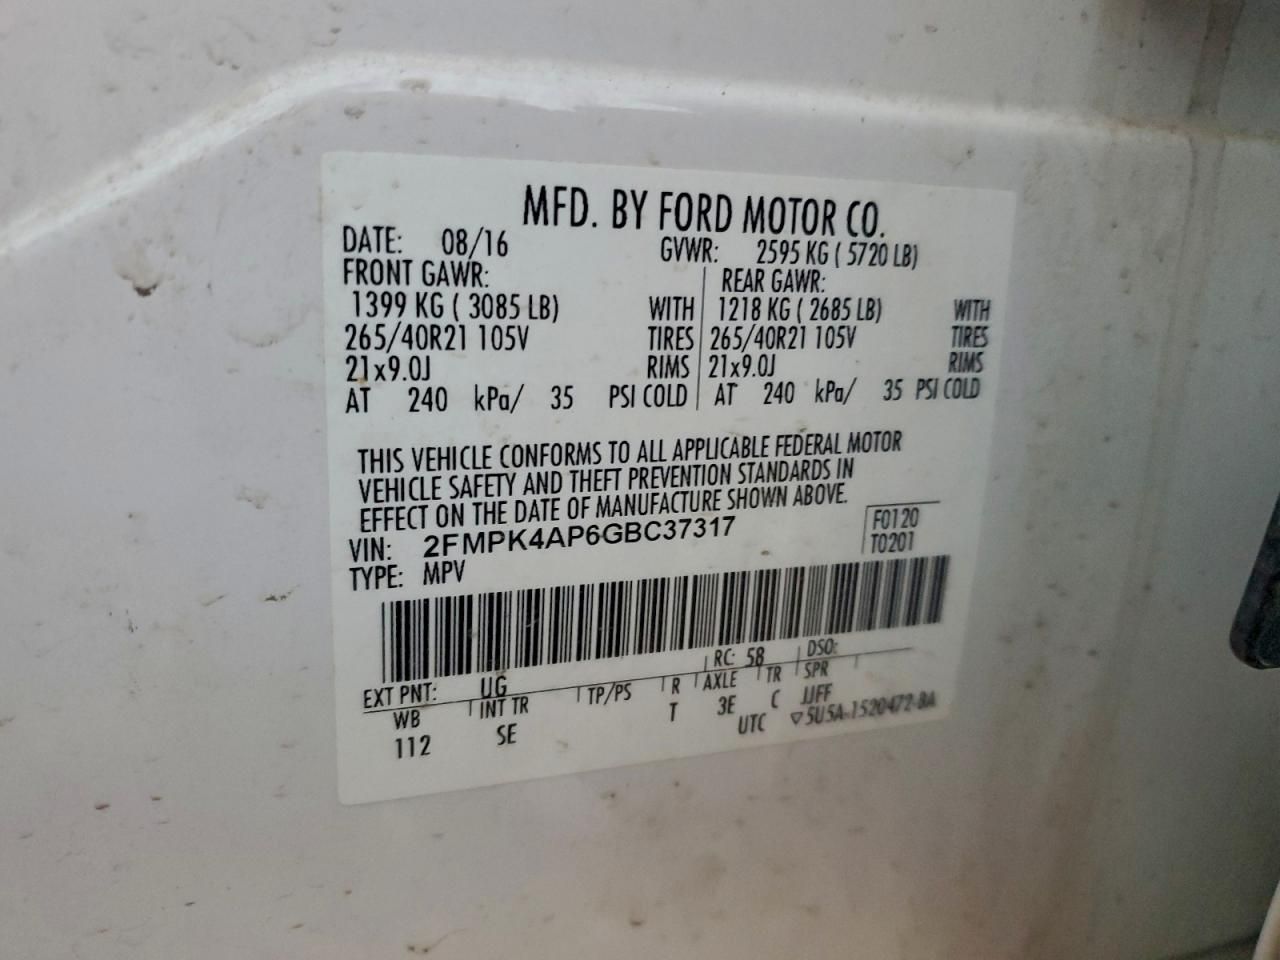 MFD. BY FORD MOTOR CO.
DATE: 08/16 GVWR: 2595 KG ( 5720 LB)
FRONT GAWR: REAR GAWR:
1399 KG ( 3085 LB) WITH 1218 KG ( 2685 LB) WITH
265/40R21 105V TIRES 265/40R21 105V TIRES
21x9.0J RIMS 21x9.0J RIMS
AT 240 kPa/ 35 PSI COLD AT 240 kPa/ 35 PSI COLD
THIS VEHICLE CONFORMS TO ALL APPLICABLE FEDERAL MOTOR
VEHICLE SAFETY AND THEFT PREVENTION STANDARDS IN
EFFECT ON THE DATE OF MANUFACTURE SHOWN ABOVE.
VIN: 2FMPK4AP6GBC37317 F0120
TYPE: MPV T0201
EXT PNT: UG RC: 58 DSO:
WB INT TR TP/PS R AXLE TR SPR
112 SE T 3E C JJFF
UTC ▽5U5A-1520472-BA